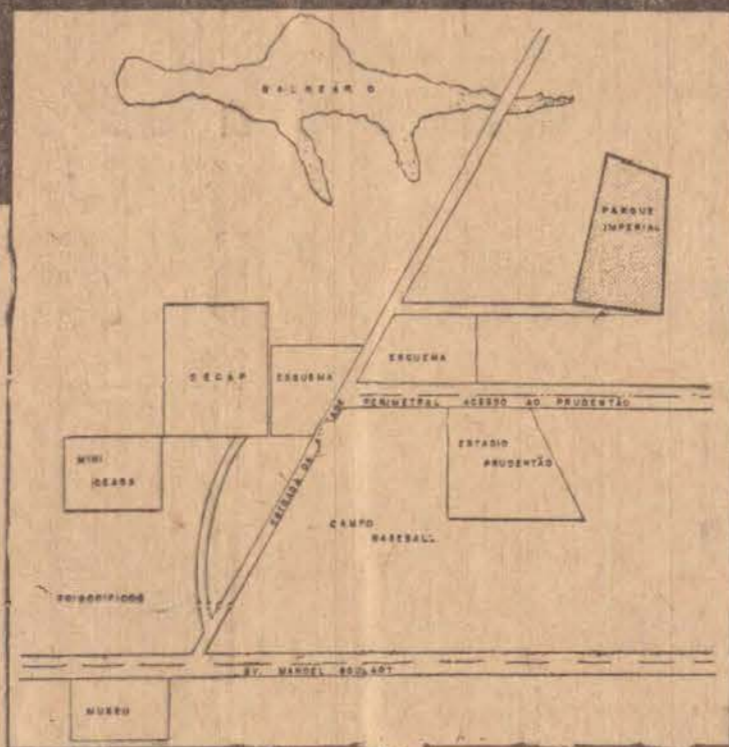 BALNEARIO
PARQUE
IMPERIAL
CECAP
ESQUEMA
ESQUEMA
PERIMETRAL ACESSO AO PRUDENTÃO
MINI
CEASA
ESTADIO
PRUDENTÃO
CAMPO
BASEBALL
AV. MANOEL GOULART
MUSEU